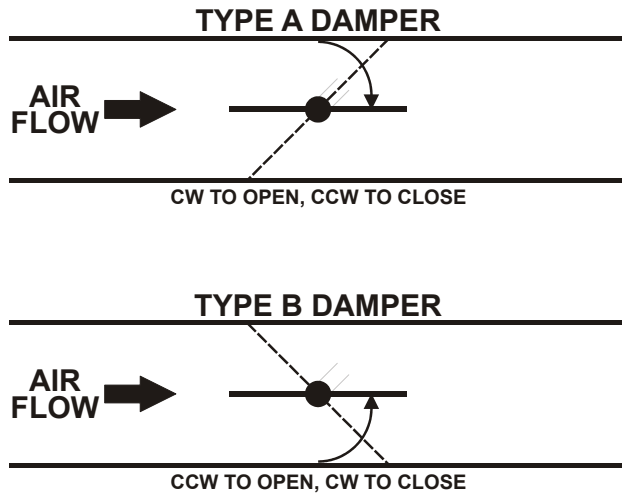 TYPE A DAMPER
AIR
FLOW
CW TO OPEN, CCW TO CLOSE
TYPE B DAMPER
AIR
FLOW
CCW TO OPEN, CW TO CLOSE